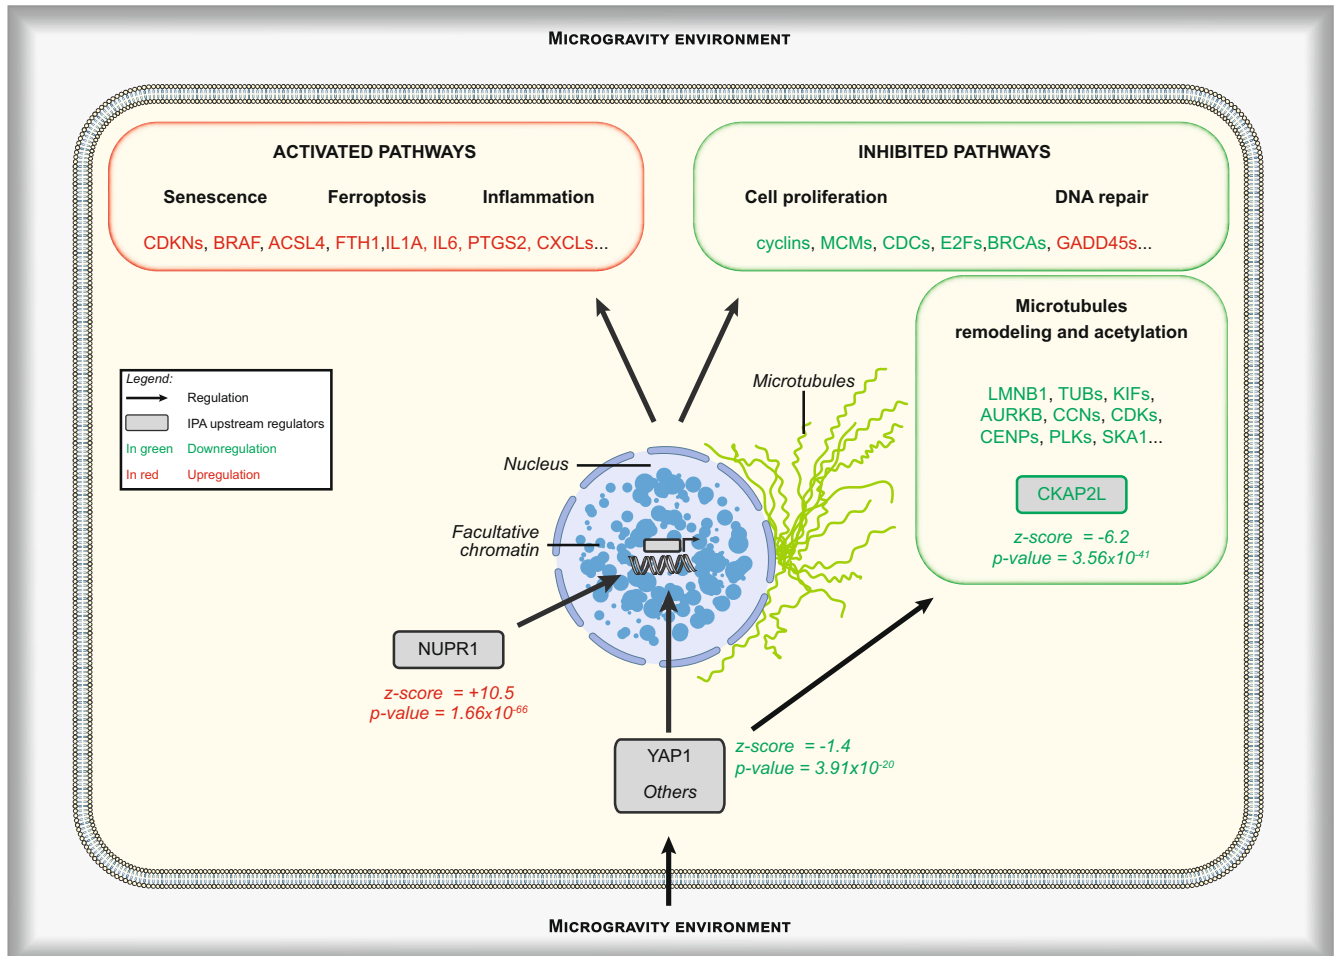 MICROGRAVITY ENVIRONMENT
ACTIVATED PATHWAYS
Senescence Ferroptosis Inflammation
CDKNs, BRAF, ACSL4, FTH1,IL1A, IL6, PTGS2, CXCLs...
INHIBITED PATHWAYS
Cell proliferation DNA repair
cyclins, MCMs, CDCs, E2Fs,BRCAs, GADD45s...
Microtubules
remodeling and acetylation
LMNB1, TUBs, KIFs,
AURKB, CCNs, CDKs,
CENPs, PLKs, SKA1...
CKAP2L
z-score = -6.2
p-value = 3.56x10⁻⁴¹
Legend:
Regulation
IPA upstream regulators
In green Downregulation
In red Upregulation
Microtubules
Nucleus
Facultative
chromatin
NUPR1
z-score = +10.5
p-value = 1.66x10⁻⁶⁶
YAP1
Others
z-score = -1.4
p-value = 3.91x10⁻²⁰
MICROGRAVITY ENVIRONMENT